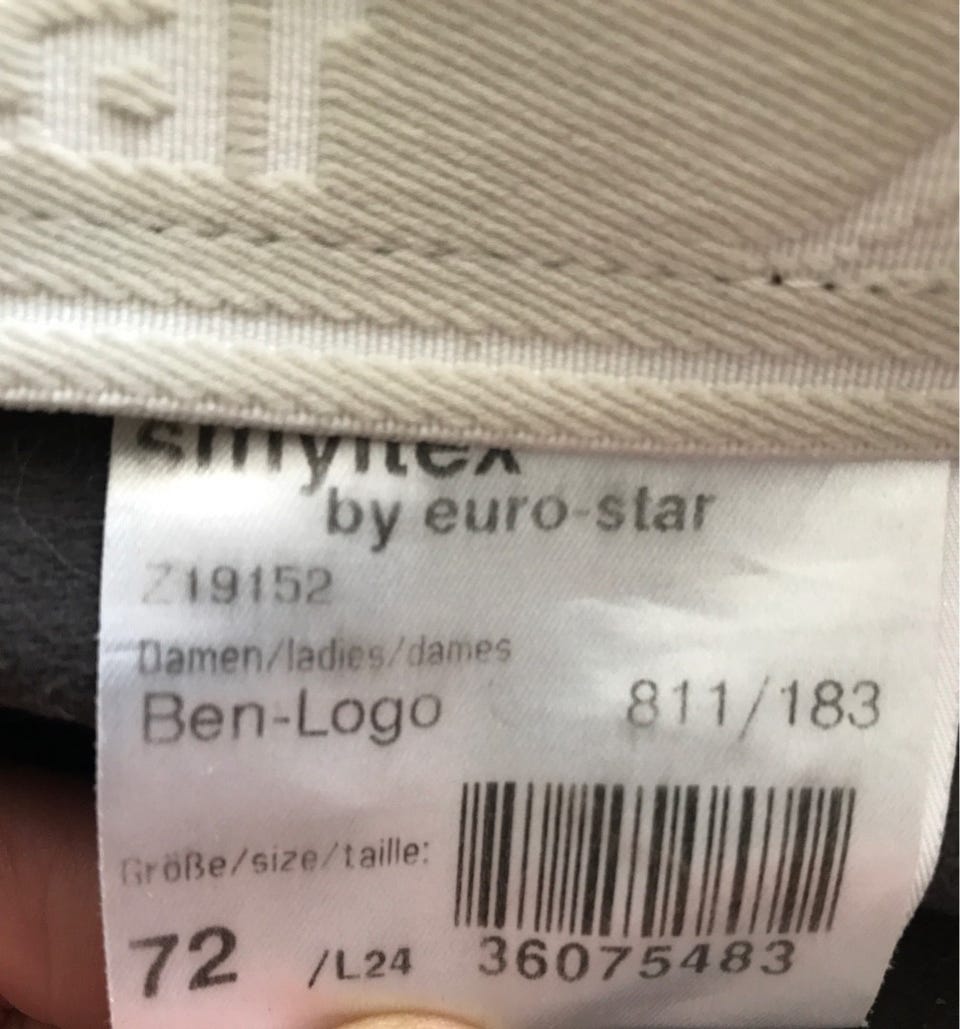 by euro-star
Z19152
Damen/ladies/dames
Ben-Logo 811/183
Größe/size/taille:
72 /L24 36075483